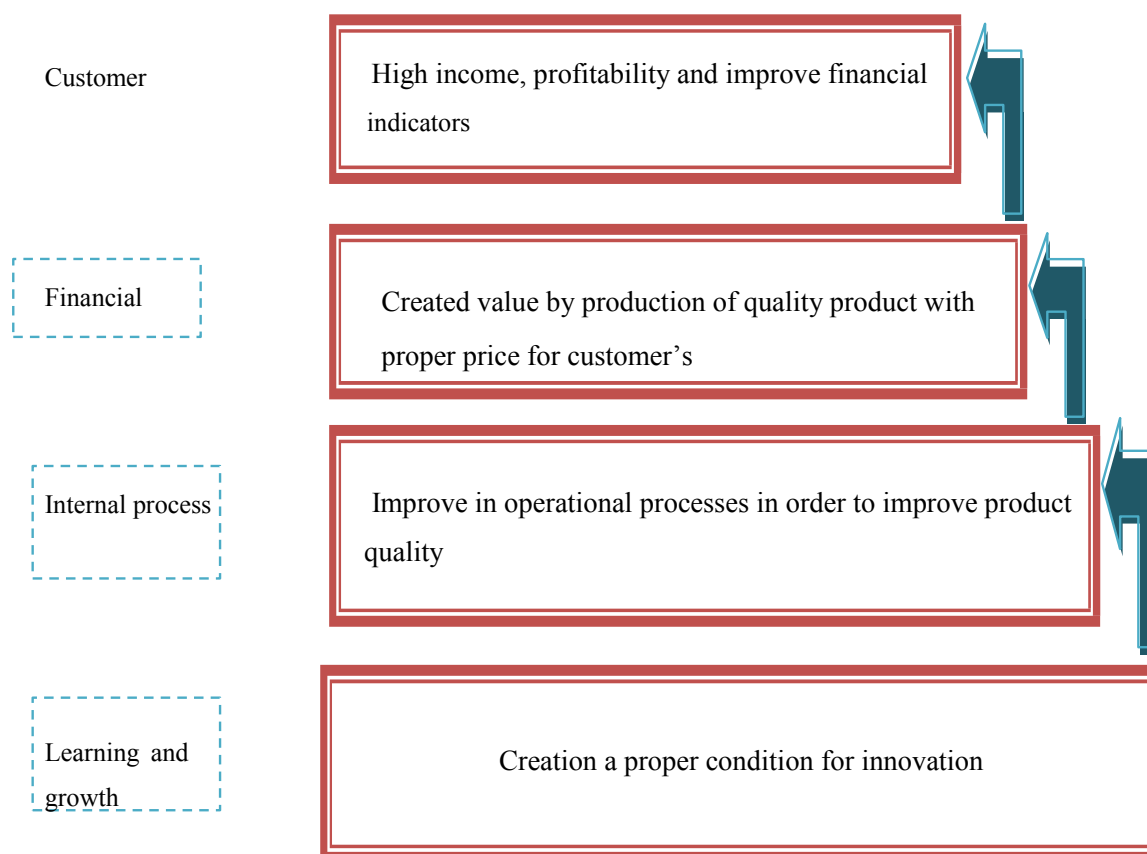 Customer
High income, profitability and improve financial
indicators
Financial
Created value by production of quality product with
proper price for customer’s
Internal process
Improve in operational processes in order to improve product
quality
Learning and
growth
Creation a proper condition for innovation